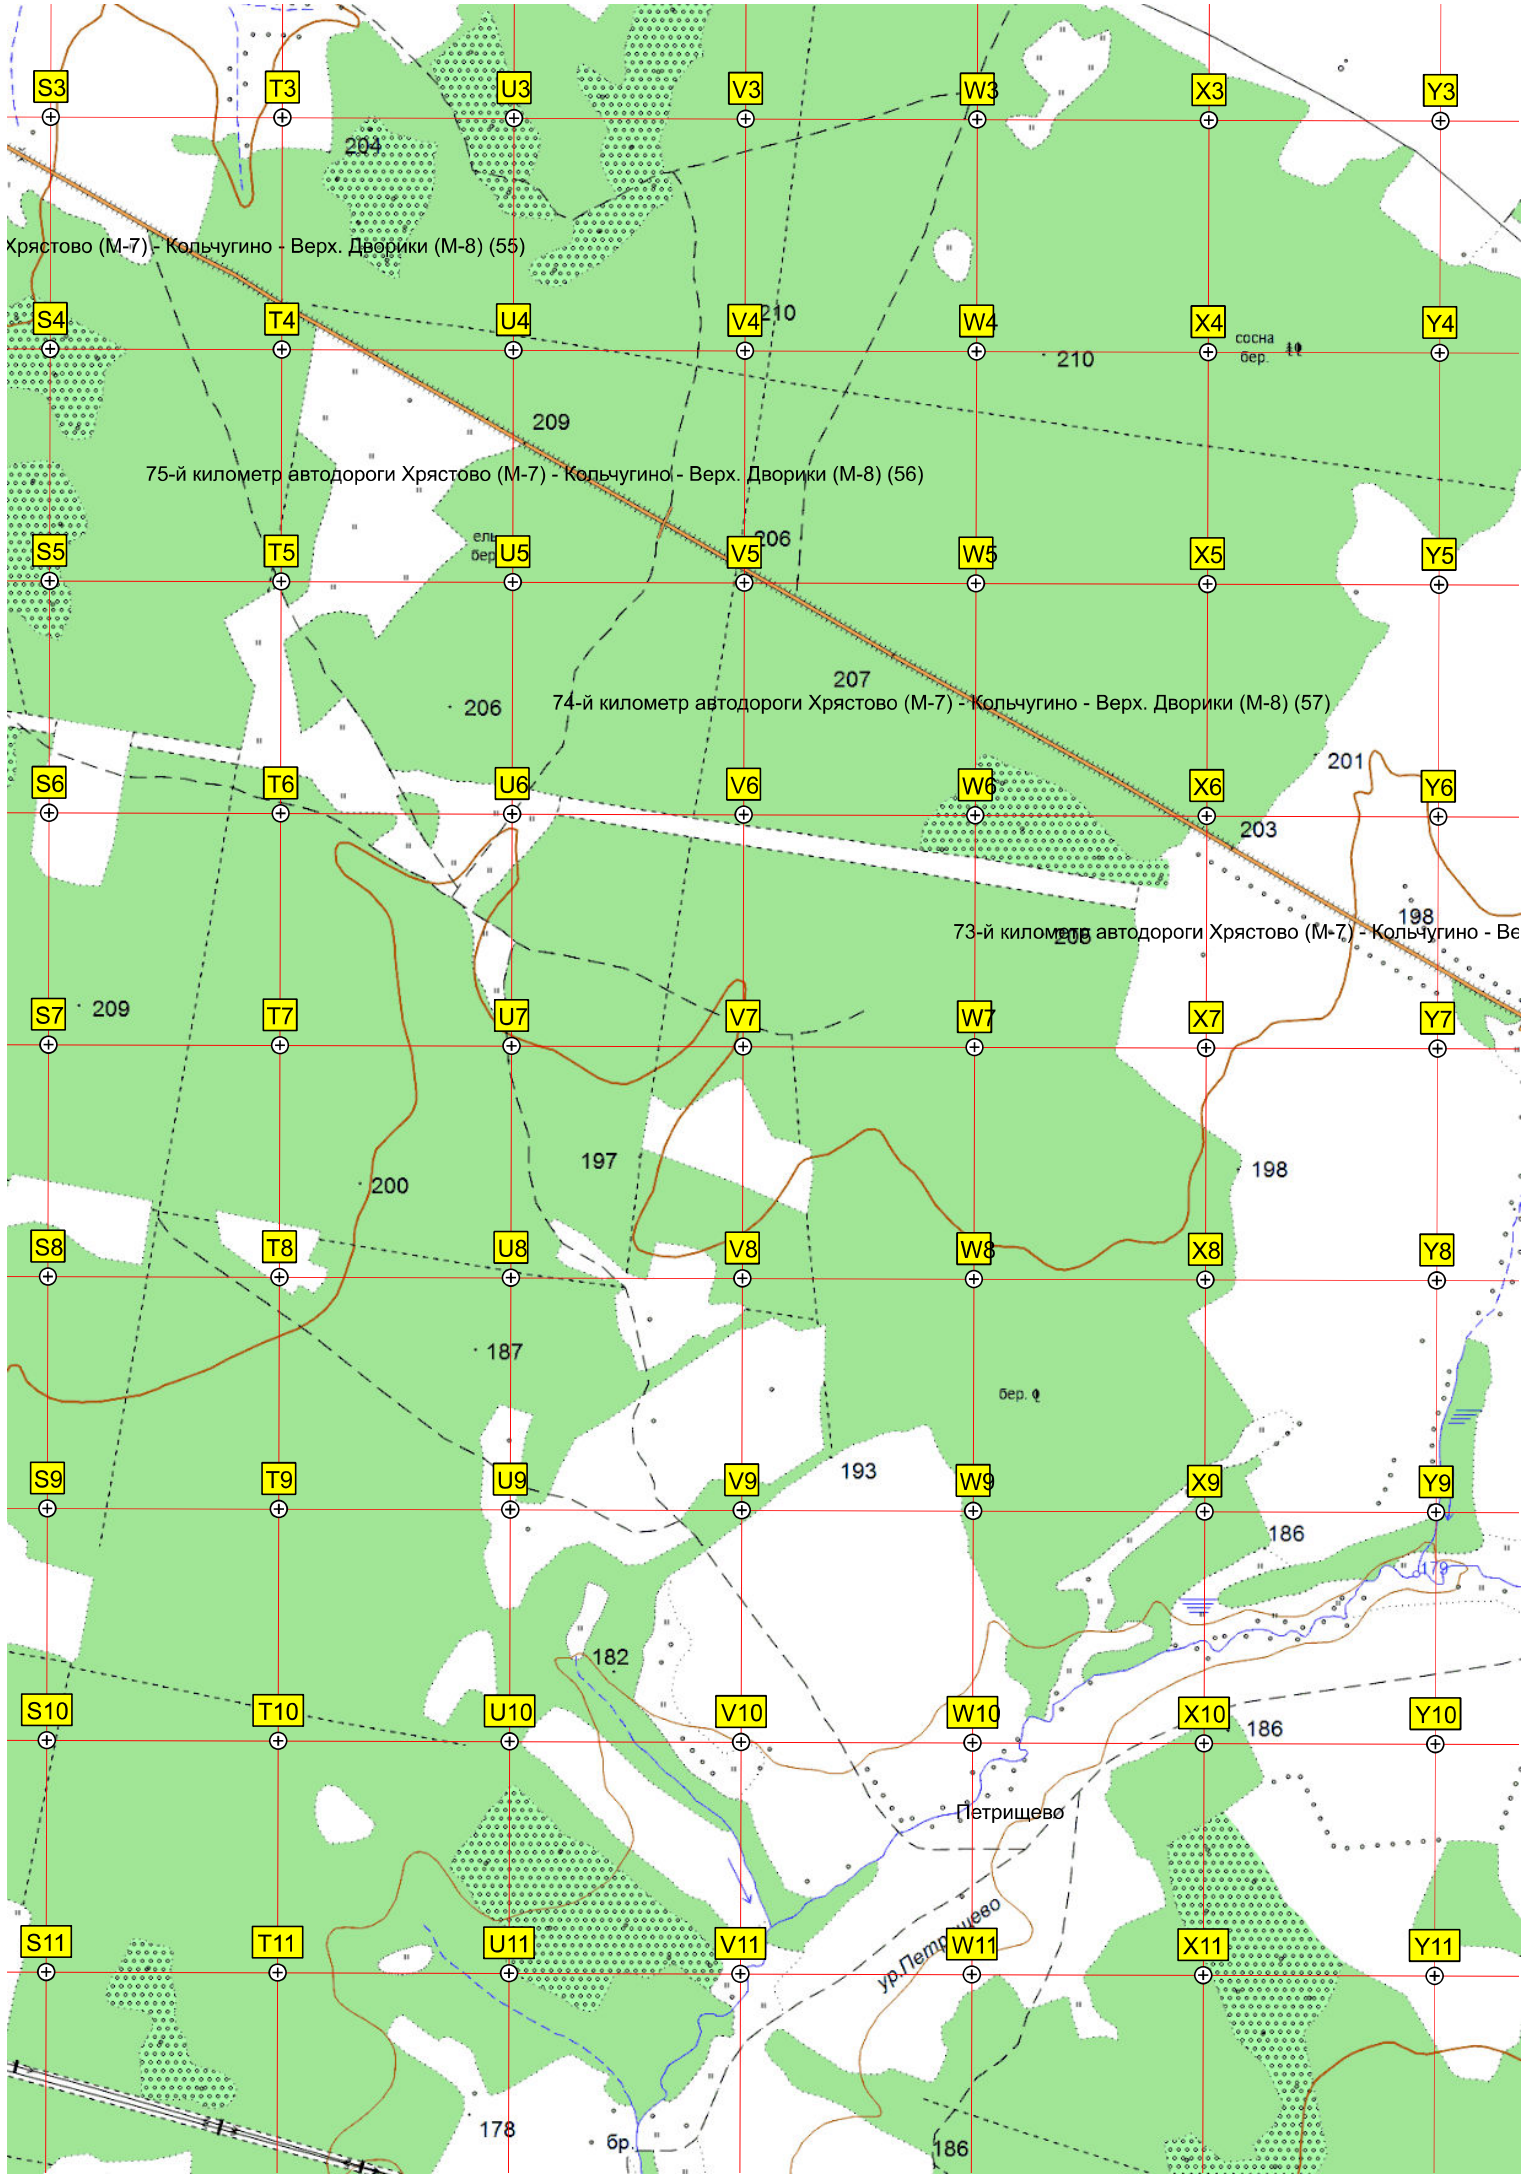 S3 T3 U3 V3 W3 X3 Y3
204
Хрястово (М-7) - Кольчугино - Верх. Дворики (М-8) (55)
S4 T4 U4 V4 210 W4 X4 Y4
сосна
210
бер.
209
75-й километр автодороги Хрястово (М-7) - Кольчугино - Верх. Дворики (М-8) (56)
ель
206
бер
S5 T5 U5 V5 W5 X5 Y5
207
206
74-й километр автодороги Хрястово (М-7) - Кольчугино - Верх. Дворики (М-8) (57)
201
S6 T6 U6 V6 W6 X6 Y6
203
198
73-й километр автодороги Хрястово (М-7) - Кольчугино - Ве
209
S7 T7 U7 V7 W7 X7 Y7
197
198
200
S8 T8 U8 V8 W8 X8 Y8
187
бер.
193
S9 T9 U9 V9 W9 X9 Y9
186
179
182
S10 T10 U10 V10 W10 X10 Y10
186
Петрищево
ур.Петрищево
S11 T11 U11 V11 W11 X11 Y11
178
бр.
186